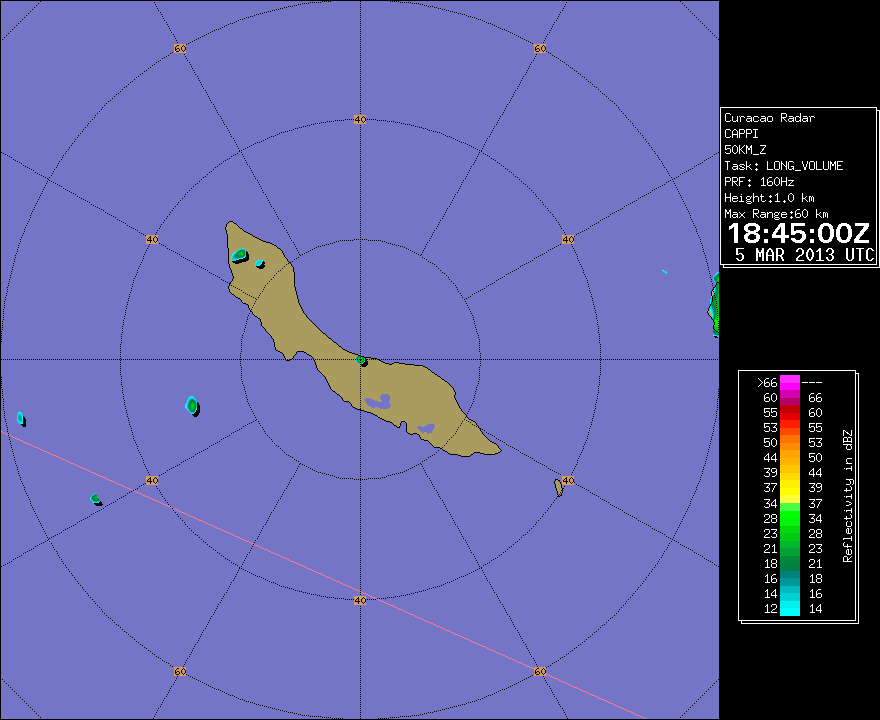 60
60
40
40
40
40
40
40
60
60
Curacao Radar
CAPPI
50KM_Z
Task: LONG_VOLUME
PRF: 160Hz
Height:1.0 km
Max Range:60 km
18:45:00Z
5 MAR 2013 UTC
>66 ---
60 66
55 60
53 55
50 53
44 50
39 44
37 39
34 37
28 34
23 28
21 23
18 21
16 18
14 16
12 14
Reflectivity in dBZ